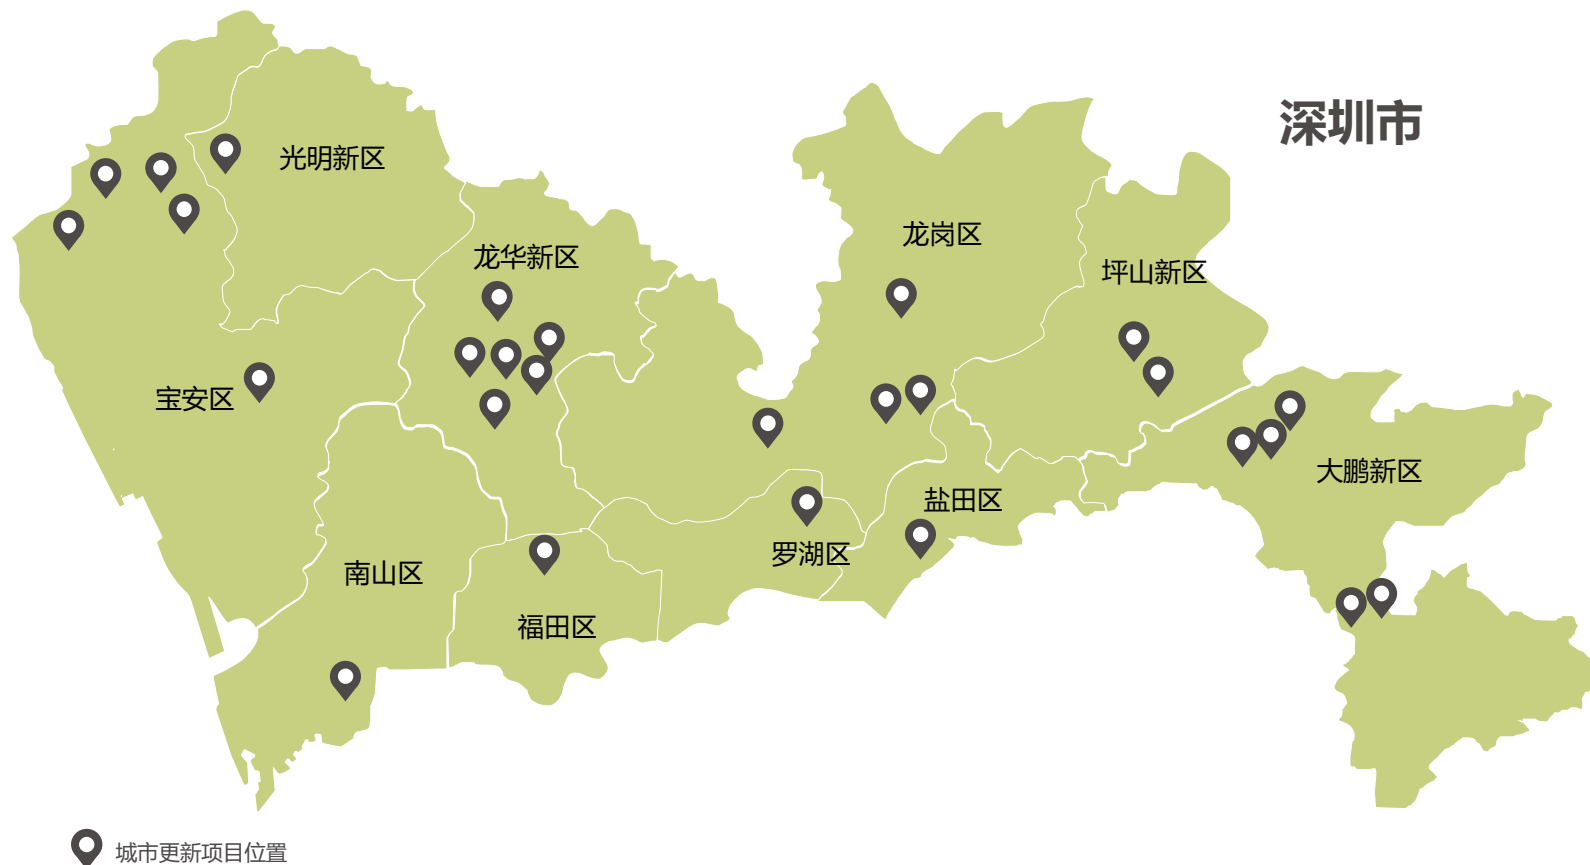 深圳市
光明新区
龙岗区
龙华新区
坪山新区
宝安区
大鹏新区
盐田区
罗湖区
南山区
福田区
城市更新项目位置